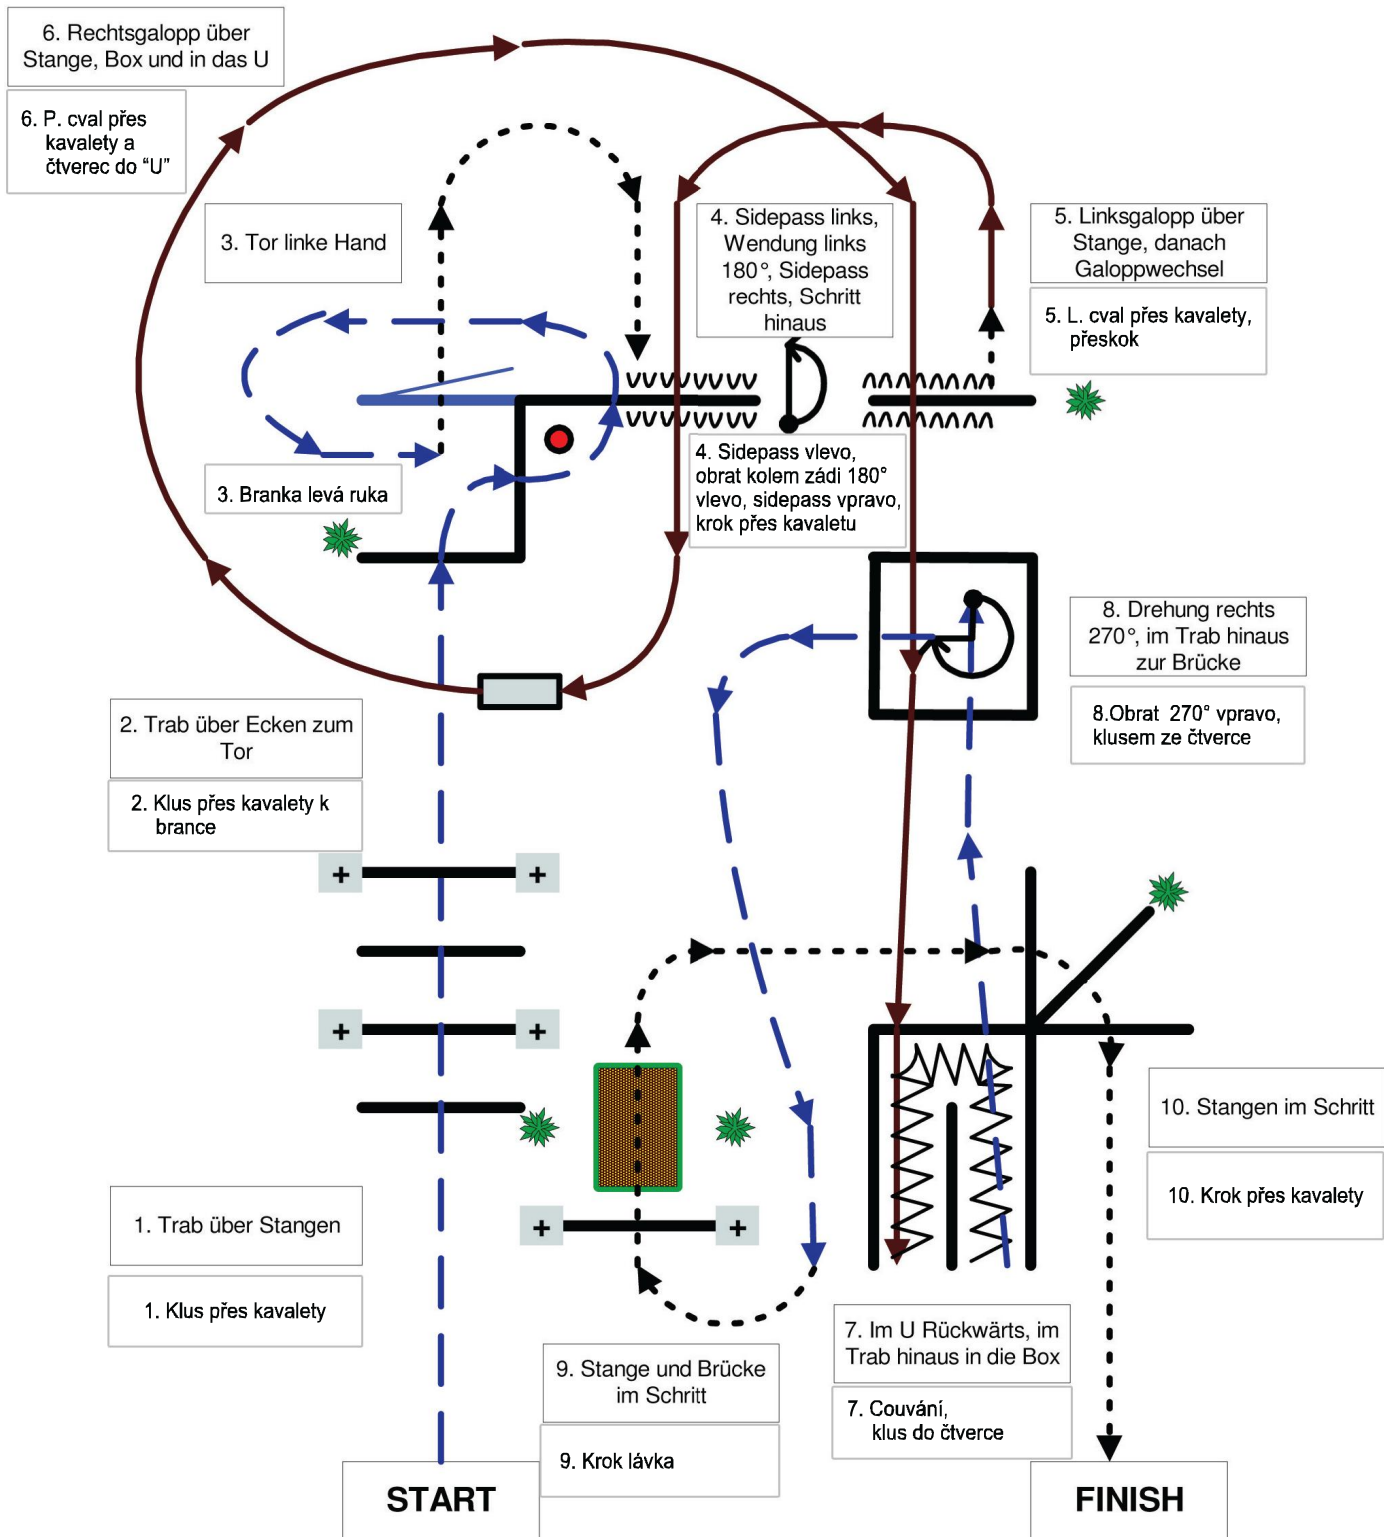 6. Rechtsgalopp über
Stange, Box und in das U
6. P. cval přes
kavalety a
čtverec do “U”
3. Tor linke Hand
4. Sidepass links,
Wendung links
180°, Sidepass
rechts, Schritt
hinaus
5. Linksgalopp über
Stange, danach
Galoppwechsel
5. L. cval přes kavalety,
přeskok
3. Branka levá ruka
4. Sidepass vlevo,
obrat kolem zádi 180°
vlevo, sidepass vpravo,
krok přes kavaletu
8. Drehung rechts
270°, im Trab hinaus
zur Brücke
8.Obrat 270° vpravo,
klusem ze čtverce
2. Trab über Ecken zum
Tor
2. Klus přes kavalety k
brance
+ +
+ +
+ +
1. Trab über Stangen
1. Klus přes kavalety
10. Stangen im Schritt
10. Krok přes kavalety
7. Im U Rückwärts, im
Trab hinaus in die Box
7. Couvání,
klus do čtverce
9. Stange und Brücke
im Schritt
9. Krok lávka
START
FINISH